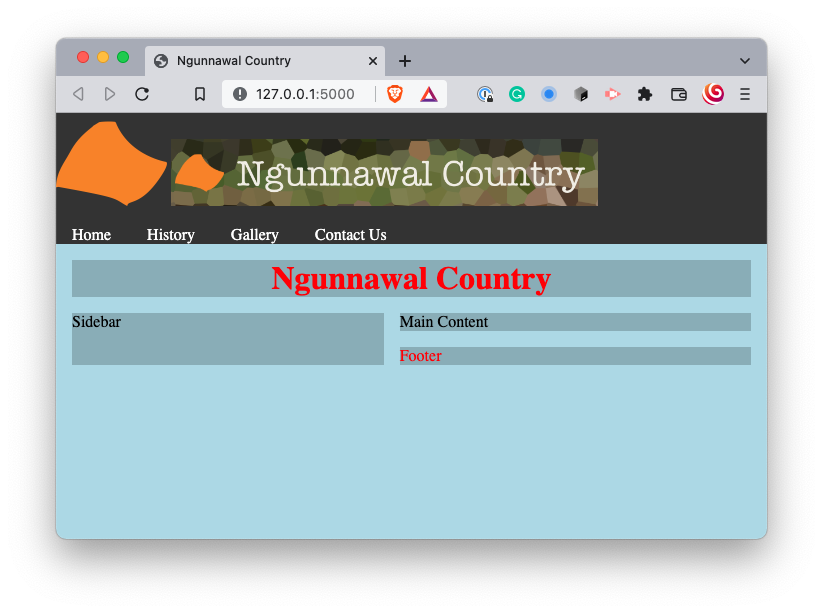 Ngunnawal Country
127.0.0.1:5000
Ngunnawal Country
Home History Gallery Contact Us
Ngunnawal Country
Sidebar
Main Content
Footer